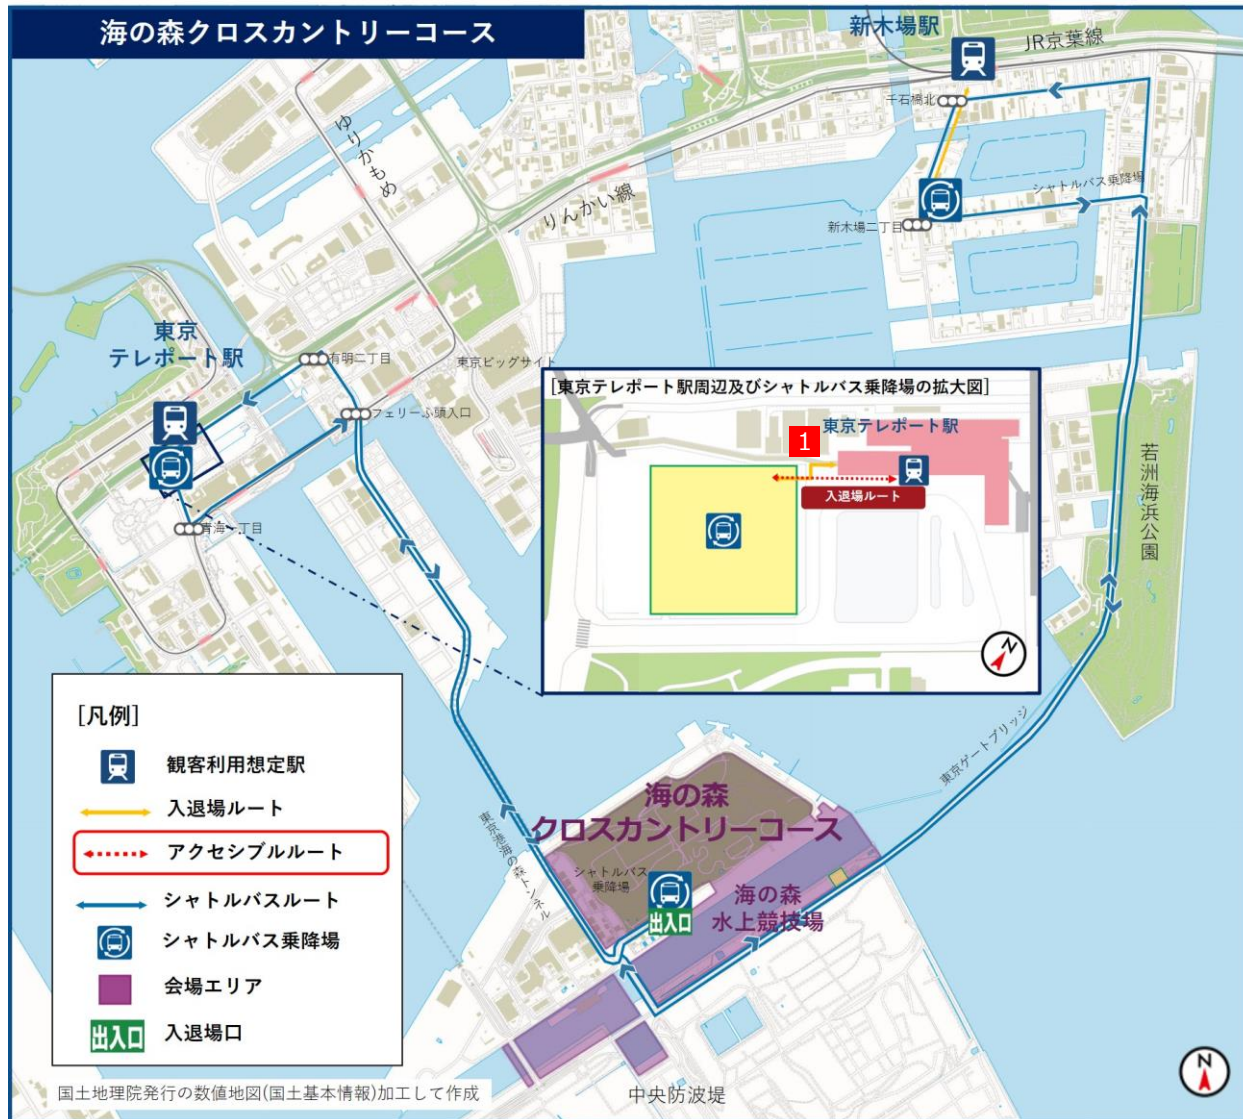 海の森クロスカントリーコース
新木場駅
JR京葉線
千石橋北
ゆりかもめ
りんかい線
シャトルバス乗降場
新木場二丁目
東京
テレポート駅
有明二丁目
東京ビッグサイト
フェリーふ頭入口
青海一丁目
[東京テレポート駅周辺及びシャトルバス乗降場の拡大図]
東京テレポート駅
1
入退場ルート
N
若洲海浜公園
東京ゲートブリッジ
海の森
クロスカントリーコース
シャトルバス
乗降場
出入口
海の森
水上競技場
東京港海の森トンネル
中央防波堤
[凡例]
観客利用想定駅
入退場ルート
アクセシブルルート
シャトルバスルート
シャトルバス乗降場
会場エリア
出入口
入退場口
国土地理院発行の数値地図(国土基本情報)加工して作成
N